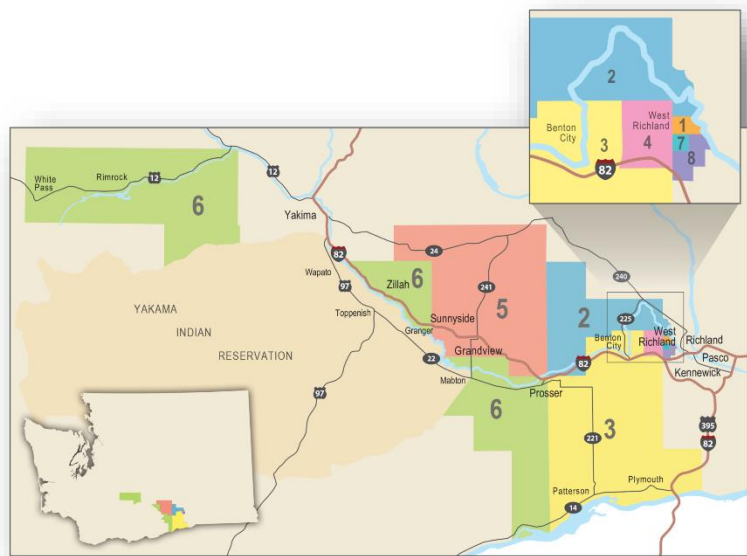 2
Benton
City
3
West
Richland
4
1
7
8
82
White
Pass
Rimrock
12
6
12
Yakima
82
Wapato
97
Toppenish
YAKAMA
INDIAN
RESERVATION
24
Zillah
6
241
5
Sunnyside
Granger
22
Grandview
Mabton
240
2
225
Benton
City
West
Richland
Richland
Pasco
Kennewick
82
Prosser
97
6
3
221
395
82
Patterson
Plymouth
14